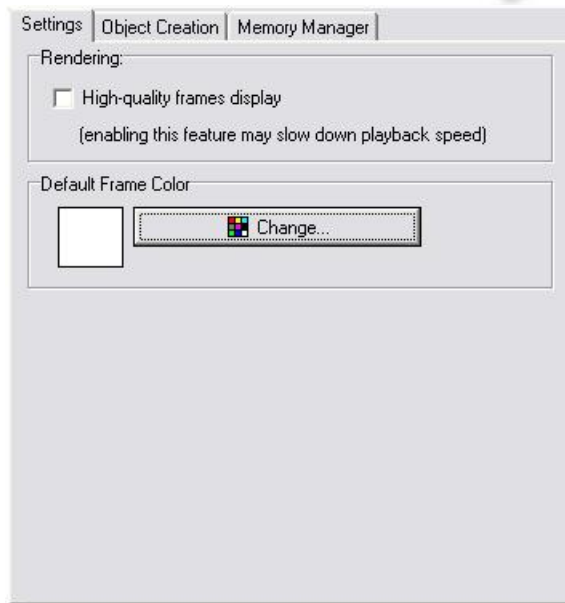 Settings Object Creation Memory Manager
Rendering:
High-quality frames display
(enabling this feature may slow down playback speed)
Default Frame Color
Change...